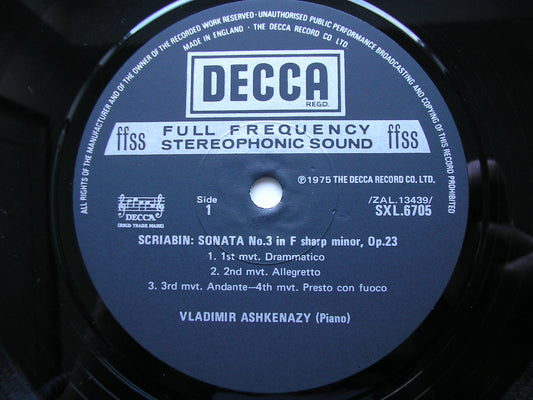 ALL RIGHTS OF THE MANUFACTURER AND OF THE OWNER OF THE RECORDED WORK RESERVED · UNAUTHORISED PUBLIC PERFORMANCE BROADCASTING AND COPYING OF THIS RECORD PROHIBITED
MADE IN ENGLAND · THE DECCA RECORD CO LTD.
DECCA
REGD.
ffss FULL FREQUENCY ffss
STEREOPHONIC SOUND
℗1975 THE DECCA RECORD CO. LTD.
DECCA
(REGD TRADE MARK)
Side
1
/ZAL.13439/
SXL.6705
SCRIABIN: SONATA No.3 in F sharp minor, Op.23
1. 1st mvt. Drammatico
2. 2nd mvt. Allegretto
3. 3rd mvt. Andante—4th mvt. Presto con fuoco
VLADIMIR ASHKENAZY (Piano)